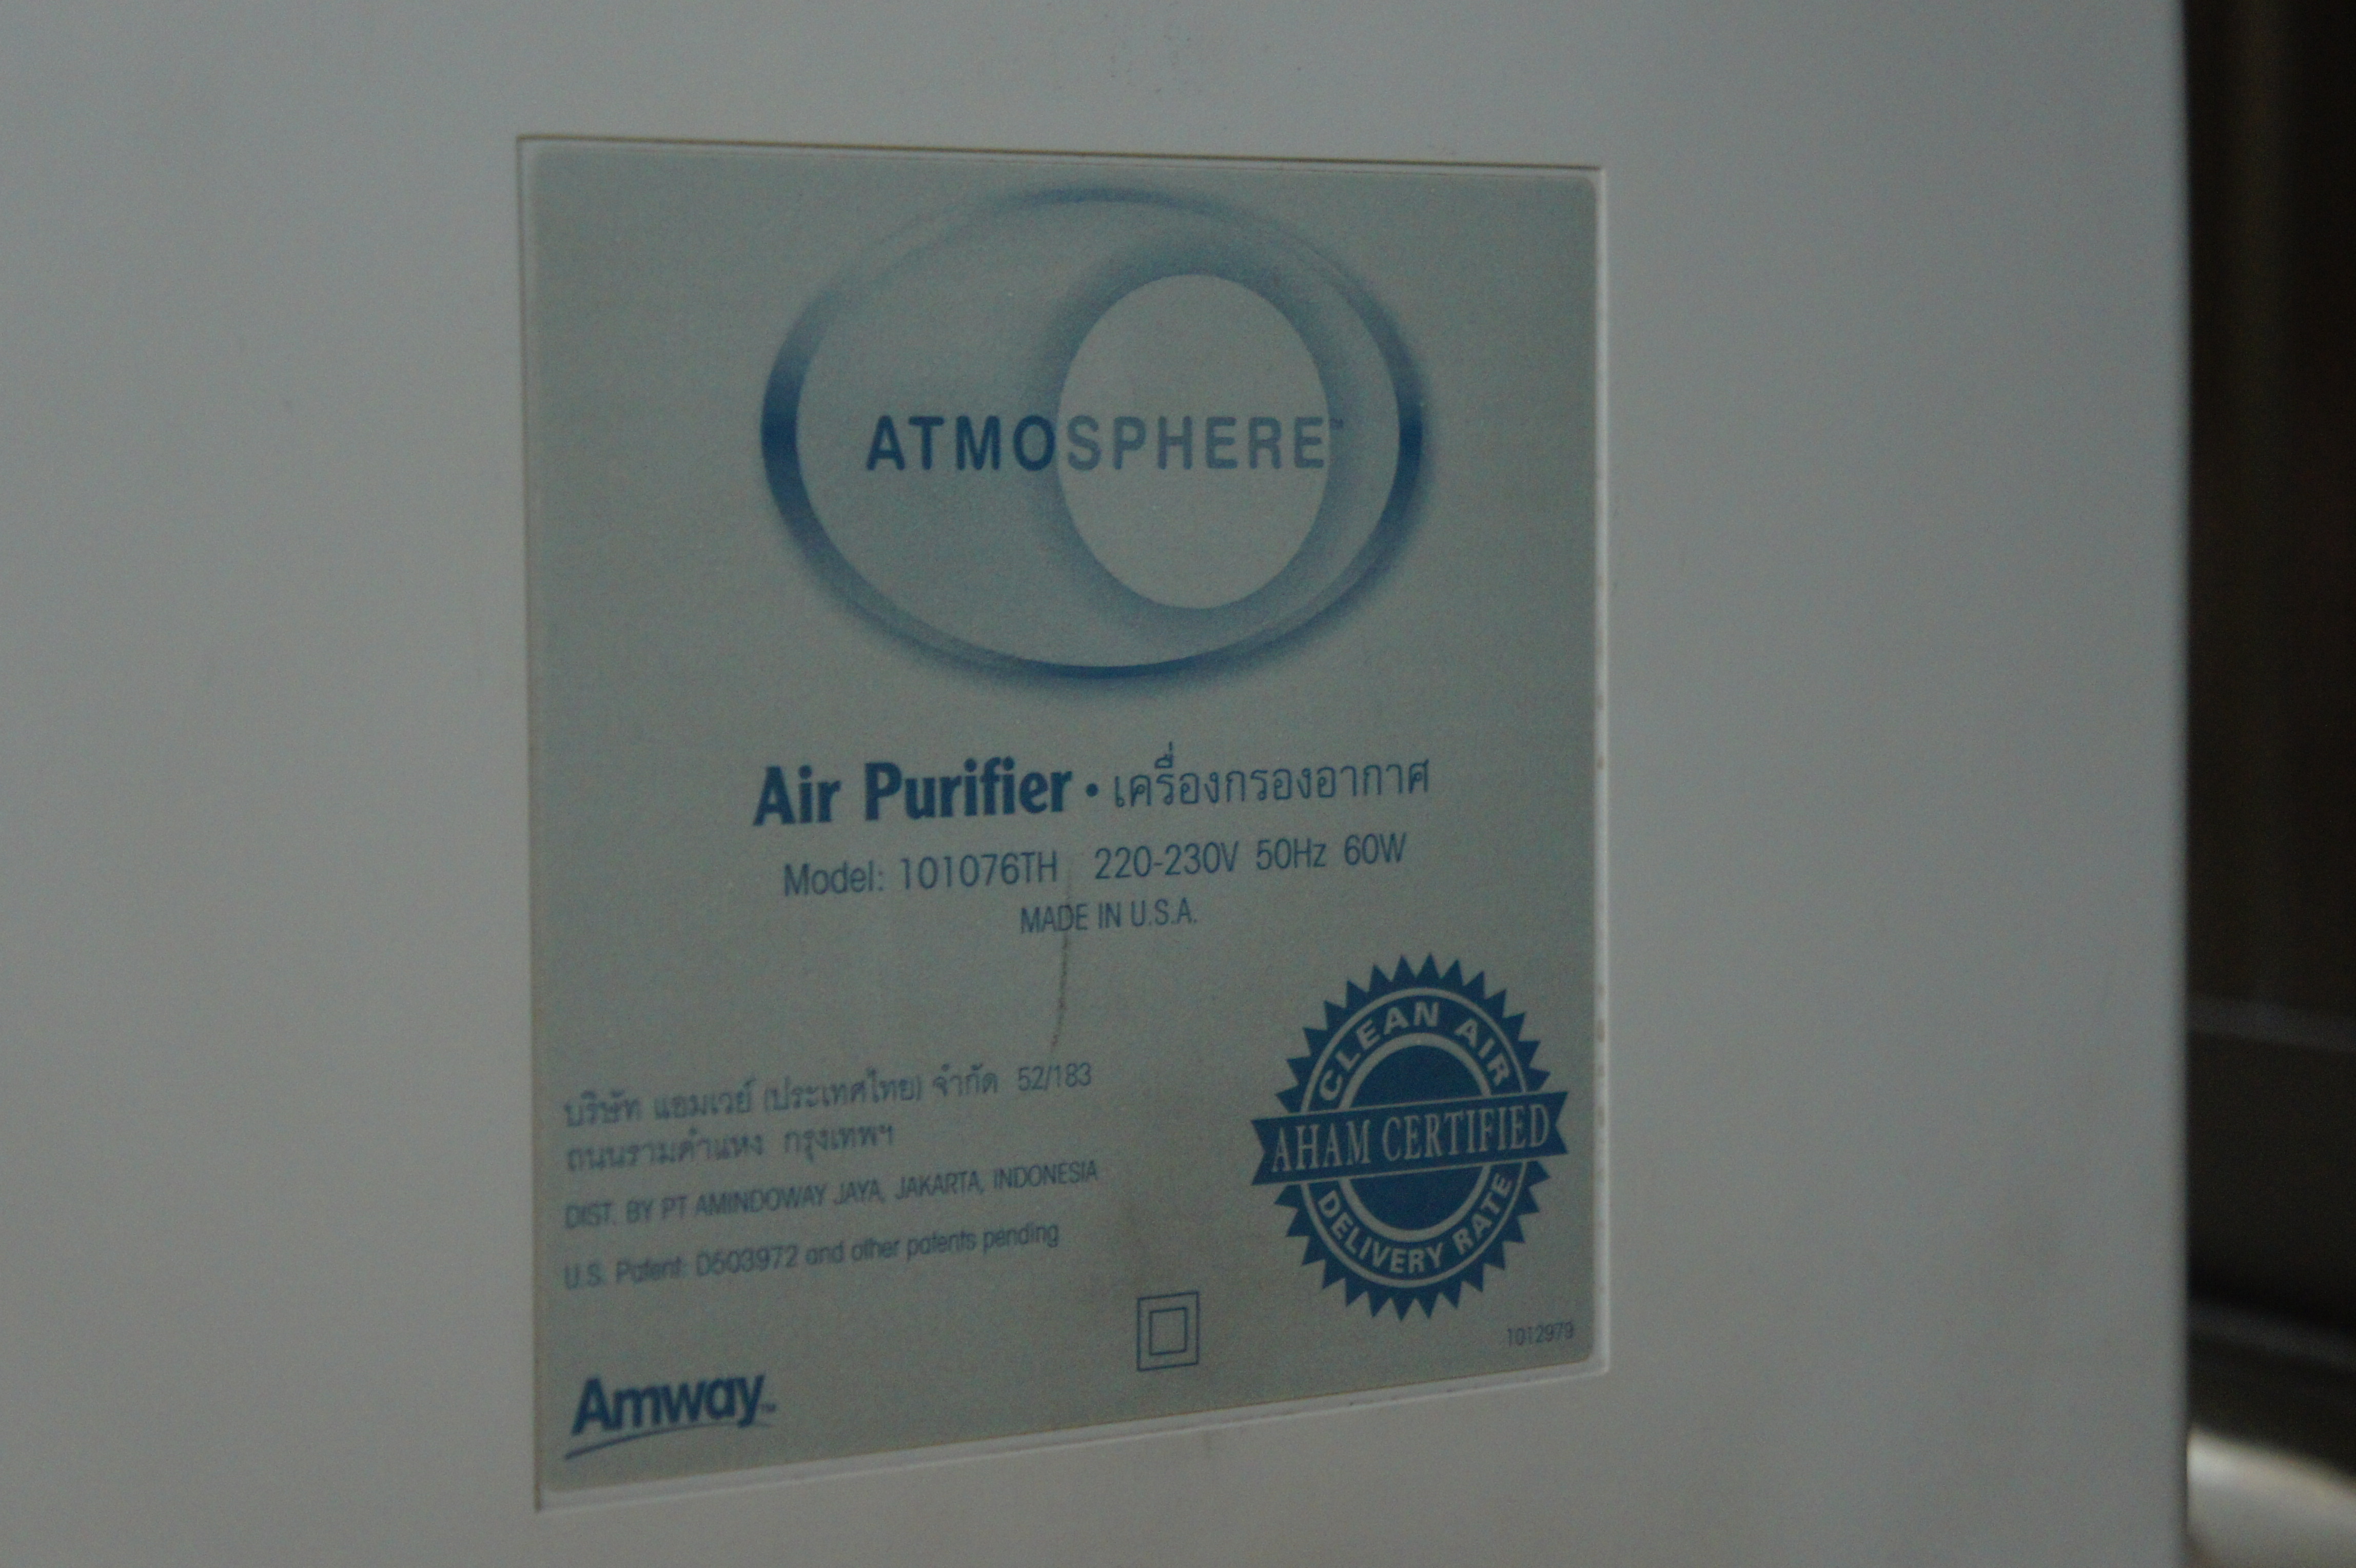 ATMOSPHERE™
Air Purifier • เครื่องกรองอากาศ
Model: 101076TH 220-230V 50Hz 60W
MADE IN U.S.A.
บริษัท แอมเวย์ (ประเทศไทย) จำกัด 52/183
ถนนรามคำแหง กรุงเทพฯ
DIST. BY PT AMINDOWAY JAYA, JAKARTA, INDONESIA
U.S. Patent: D503972 and other patents pending
CLEAN AIR
AHAM CERTIFIED
DELIVERY RATE
1012979
Amway™